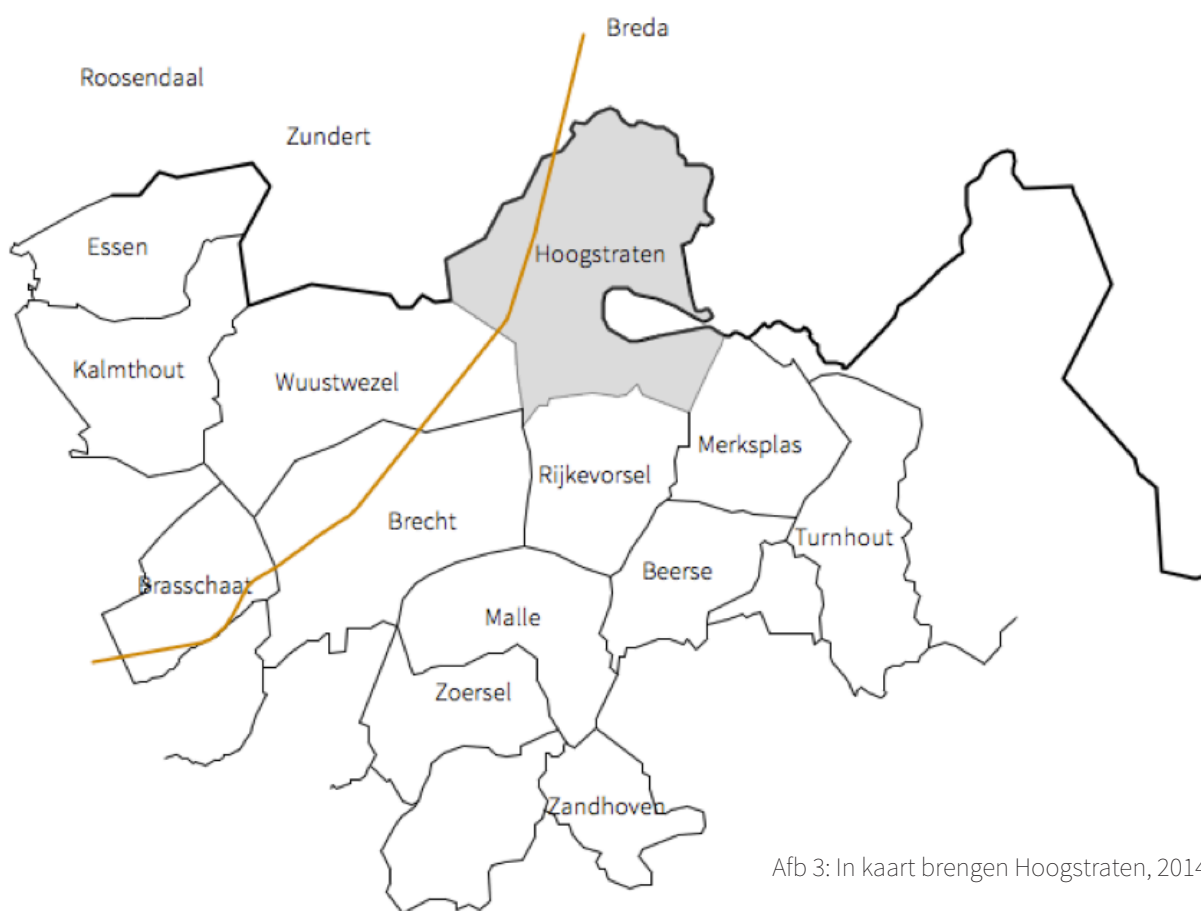 Breda
Roosendaal
Zundert
Essen
Hoogstraten
Kalmthout
Wuustwezel
Merksplas
Rijkevorsel
Brecht
Turnhout
Beerse
Brasschaat
Malle
Zoersel
Zandhoven
Afb 3: In kaart brengen Hoogstraten, 2014